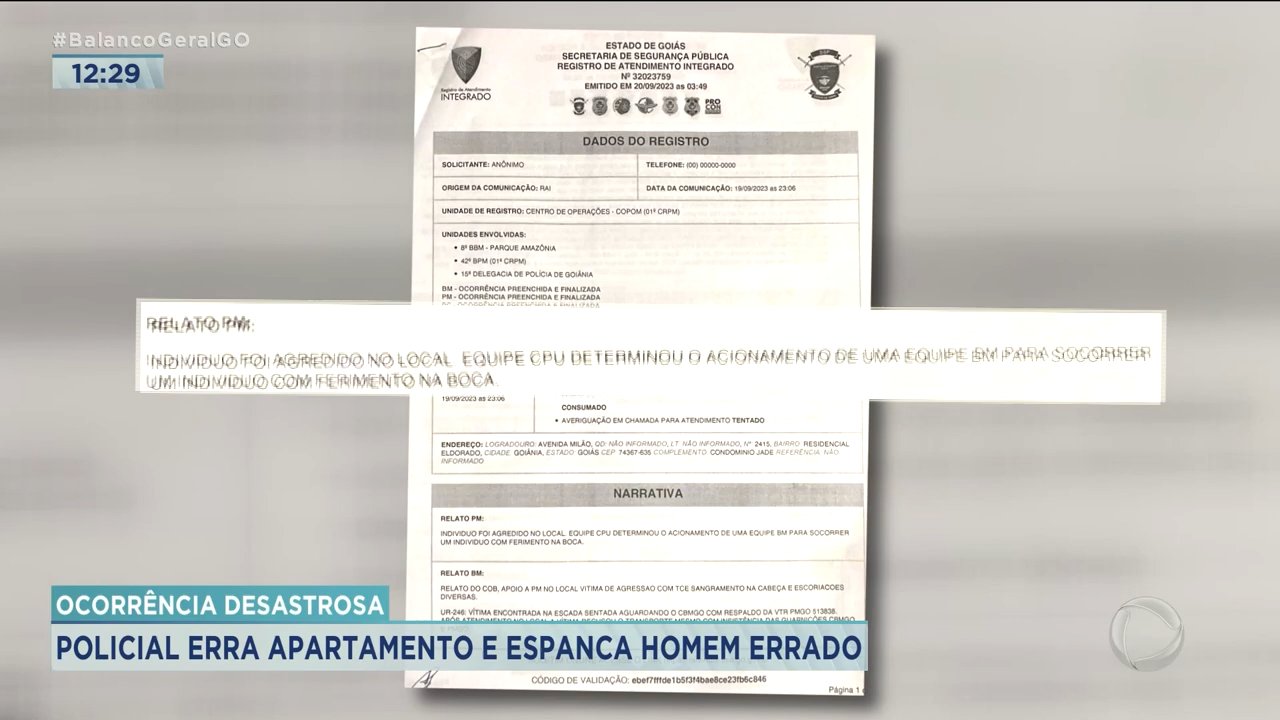 #BalancoGeralGO
12:29
Registro de Atendimento
INTEGRADO
ESTADO DE GOIÁS
SECRETARIA DE SEGURANÇA PÚBLICA
REGISTRO DE ATENDIMENTO INTEGRADO
Nº 32023759
EMITIDO EM 20/09/2023 as 03:49
PRO
CON
DADOS DO REGISTRO
SOLICITANTE: ANÔNIMO
TELEFONE: (00) 00000-0000
ORIGEM DA COMUNICAÇÃO: RAI
DATA DA COMUNICAÇÃO: 19/09/2023 as 23:06
UNIDADE DE REGISTRO: CENTRO DE OPERAÇÕES - COPOM (01º CRPM)
UNIDADES ENVOLVIDAS:
• 8º BBM - PARQUE AMAZÔNIA
• 42º BPM (01º CRPM)
• 15ª DELEGACIA DE POLÍCIA DE GOIÂNIA
BM - OCORRÊNCIA PREENCHIDA E FINALIZADA
PM - OCORRÊNCIA PREENCHIDA E FINALIZADA
RELATO PM:
INDIVIDUO FOI AGREDIDO NO LOCAL EQUIPE CPU DETERMINOU O ACIONAMENTO DE UMA EQUIPE BM PARA SOCORRER
UM INDIVIDUO COM FERIMENTO NA BOCA.
19/09/2023 as 23:06
CONSUMADO
• AVERIGUAÇÃO EM CHAMADA PARA ATENDIMENTO TENTADO
ENDEREÇO: LOGRADOURO: AVENIDA MILÃO, QD: NÃO INFORMADO, LT: NÃO INFORMADO, Nº: 2415, BAIRRO: RESIDENCIAL
ELDORADO, CIDADE: GOIÂNIA, ESTADO: GOIÁS CEP: 74367-635 COMPLEMENTO: CONDOMINIO JADE REFERÊNCIA: NÃO
INFORMADO
NARRATIVA
RELATO PM:
INDIVIDUO FOI AGREDIDO NO LOCAL. EQUIPE CPU DETERMINOU O ACIONAMENTO DE UMA EQUIPE BM PARA SOCORRER
UM INDIVIDUO COM FERIMENTO NA BOCA.
RELATO BM:
RELATO DO COB, APOIO A PM NO LOCAL VITIMA DE AGRESSAO COM TCE SANGRAMENTO NA CABEÇA E ESCORIACOES
DIVERSAS.
UR-246: VÍTIMA ENCONTRADA NA ESCADA SENTADA AGUARDANDO O CBMGO COM RESPALDO DA VTR PMGO 513838.
OCORRÊNCIA DESASTROSA
POLICIAL ERRA APARTAMENTO E ESPANCA HOMEM ERRADO
CÓDIGO DE VALIDAÇÃO: ebef7fffde1b5f3f4bae8ce23fb6c846
Página 1